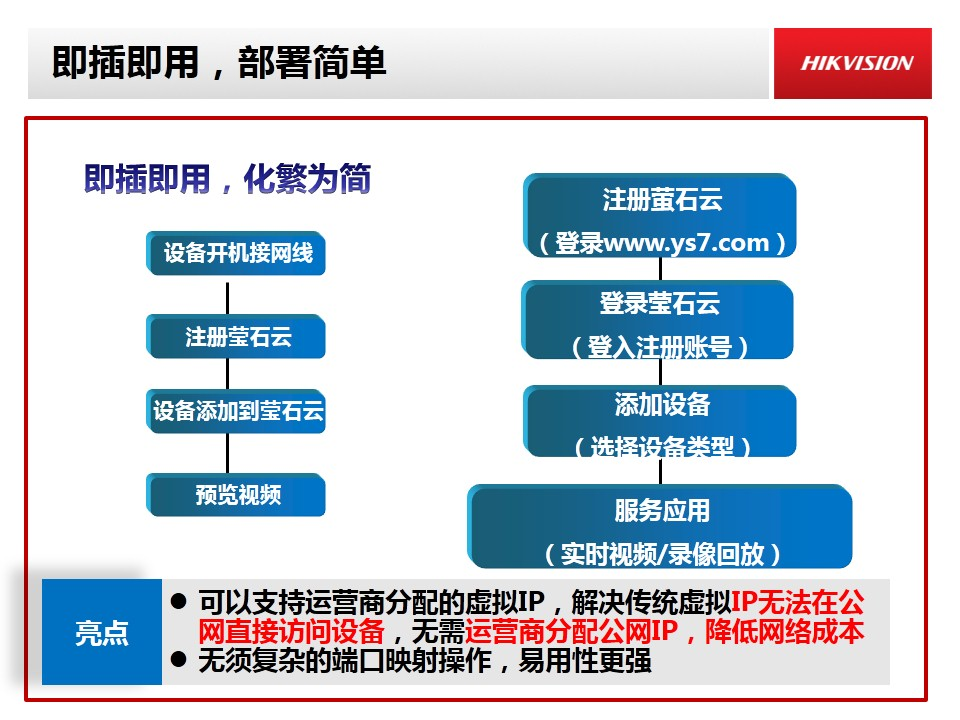 即插即用，部署简单
HIKVISION
即插即用，化繁为简
设备开机接网线
注册莹石云
设备添加到莹石云
预览视频
注册萤石云
（登录www.ys7.com）
登录莹石云
（登入注册账号）
添加设备
（选择设备类型）
服务应用
（实时视频/录像回放）
亮点
● 可以支持运营商分配的虚拟IP，解决传统虚拟IP无法在公
网直接访问设备，无需运营商分配公网IP，降低网络成本
● 无须复杂的端口映射操作，易用性更强